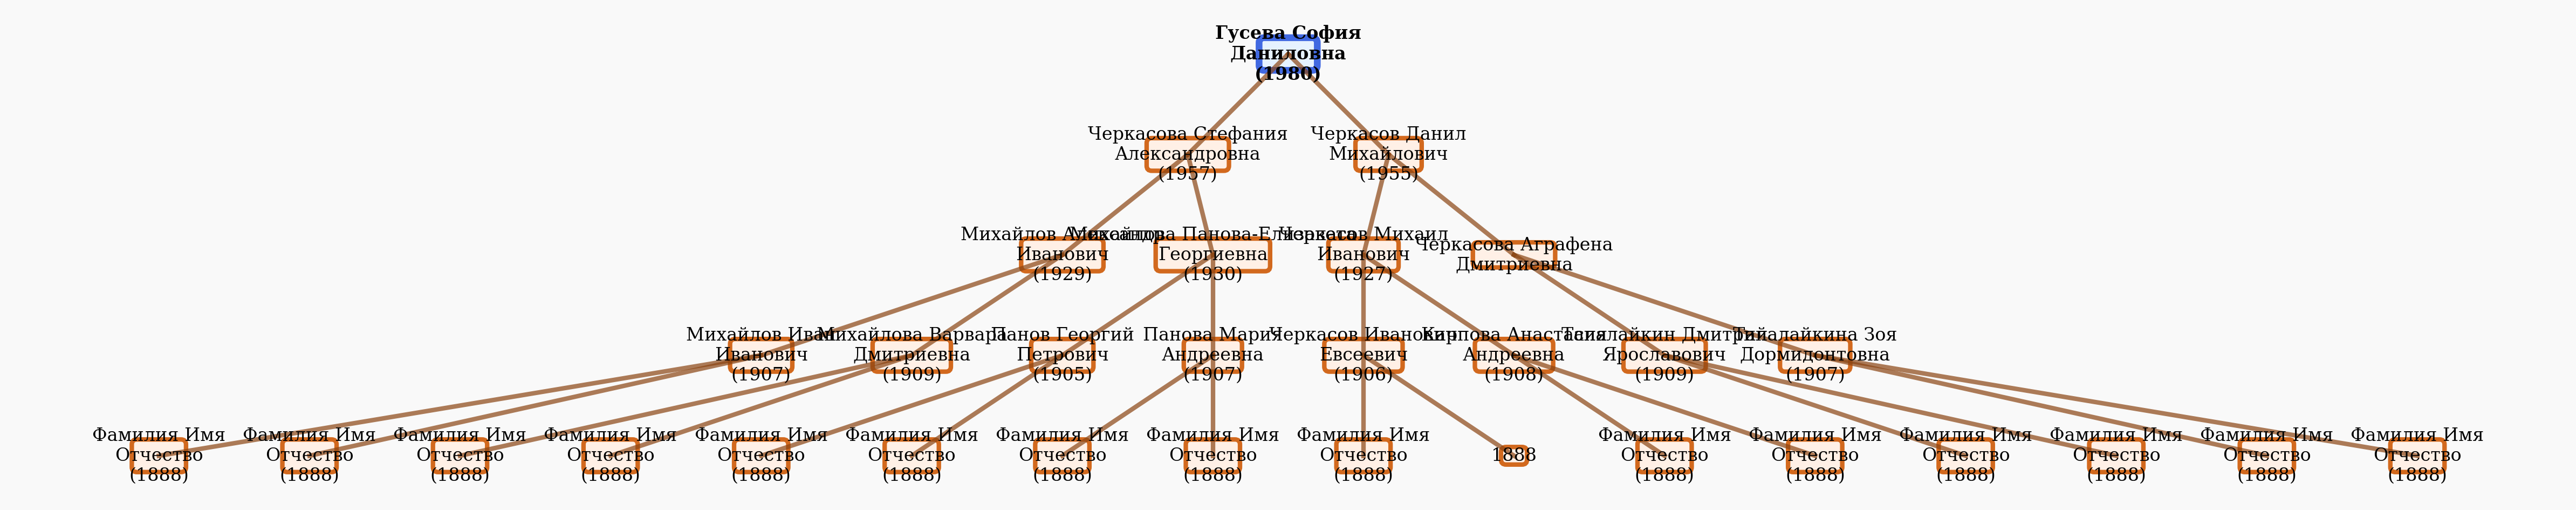 Гусева София
Даниловна
(1980)
Черкасова Стефания
Александровна
(1957)
Черкасов Данил
Михайлович
(1955)
Михайлов Александр
Иванович
(1929)
Михайлова Панова-Елизавета
Георгиевна
(1930)
Черкасов Михаил
Иванович
(1927)
Черкасова Аграфена
Дмитриевна
Михайлов Иван
Иванович
(1907)
Михайлова Варвара
Дмитриевна
(1909)
Панов Георгий
Петрович
(1905)
Панова Мария
Андреевна
(1907)
Черкасов Иванович
Евсеевич
(1906)
Карпова Анастасия
Андреевна
(1908)
Талалайкин Дмитрий
Ярославович
(1909)
Талалайкина Зоя
Дормидонтовна
(1907)
Фамилия Имя
Отчество
(1888)
Фамилия Имя
Отчество
(1888)
Фамилия Имя
Отчество
(1888)
Фамилия Имя
Отчество
(1888)
Фамилия Имя
Отчество
(1888)
Фамилия Имя
Отчество
(1888)
Фамилия Имя
Отчество
(1888)
Фамилия Имя
Отчество
(1888)
Фамилия Имя
Отчество
(1888)
1888
Фамилия Имя
Отчество
(1888)
Фамилия Имя
Отчество
(1888)
Фамилия Имя
Отчество
(1888)
Фамилия Имя
Отчество
(1888)
Фамилия Имя
Отчество
(1888)
Фамилия Имя
Отчество
(1888)